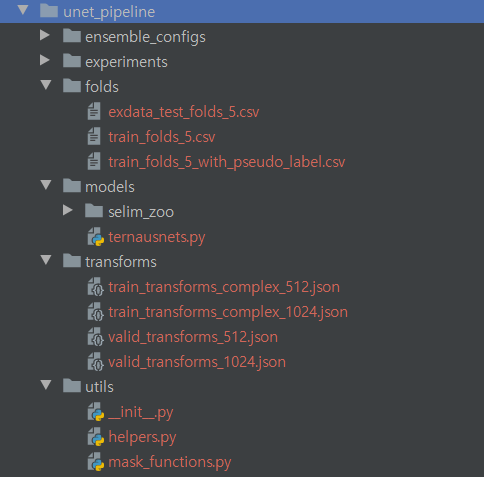 unet_pipeline
ensemble_configs
experiments
folds
exdata_test_folds_5.csv
train_folds_5.csv
train_folds_5_with_pseudo_label.csv
models
selim_zoo
ternausnets.py
transforms
train_transforms_complex_512.json
train_transforms_complex_1024.json
valid_transforms_512.json
valid_transforms_1024.json
utils
__init__.py
helpers.py
mask_functions.py